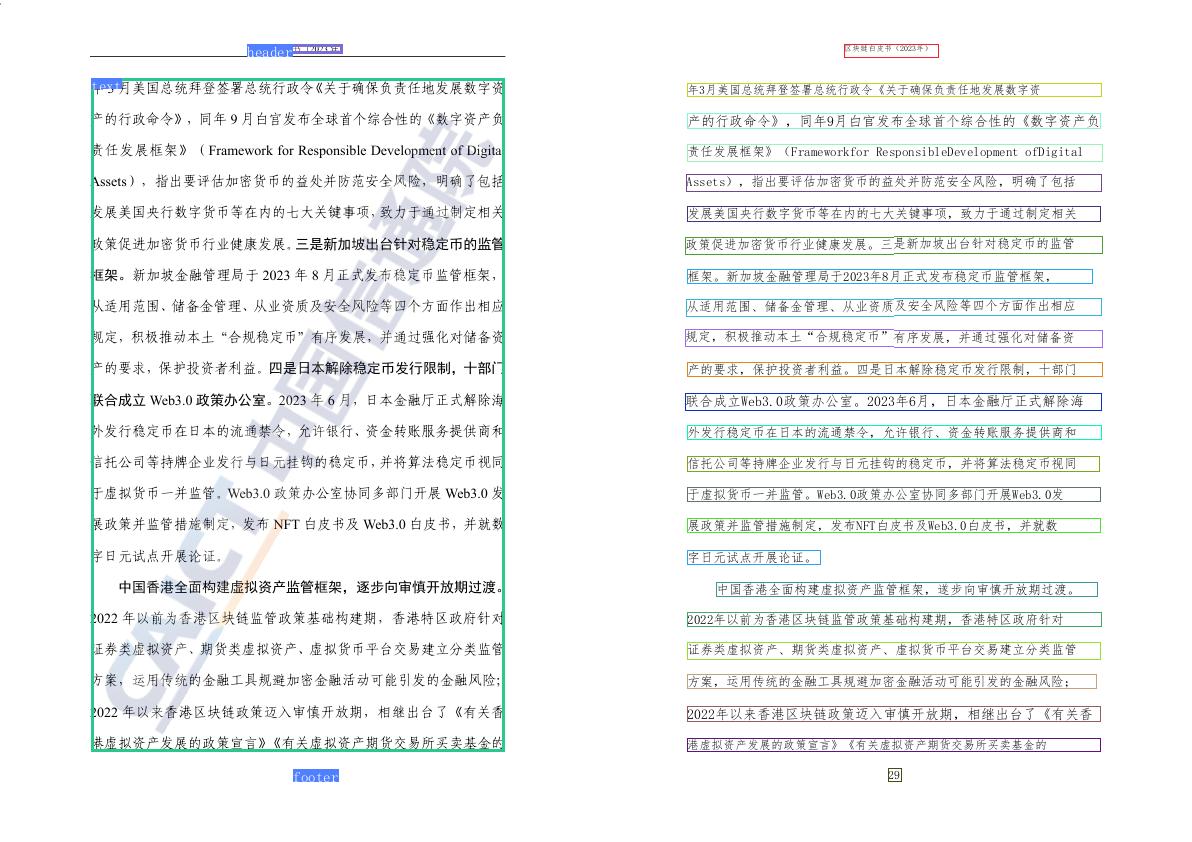 header
text
年3月美国总统拜登签署总统行政令《关于确保负责任地发展数字资
产的行政命令》，同年 9 月白宫发布全球首个综合性的《数字资产负
责任发展框架》（Framework for Responsible Development of Digital
Assets），指出要评估加密货币的益处并防范安全风险，明确了包括
发展美国央行数字货币等在内的七大关键事项，致力于通过制定相关
政策促进加密货币行业健康发展。三是新加坡出台针对稳定币的监管
框架。新加坡金融管理局于 2023 年 8 月正式发布稳定币监管框架，
从适用范围、储备金管理、从业资质及安全风险等四个方面作出相应
规定，积极推动本土“合规稳定币”有序发展，并通过强化对储备资
产的要求，保护投资者利益。四是日本解除稳定币发行限制，十部门
联合成立 Web3.0 政策办公室。2023 年 6 月，日本金融厅正式解除海
外发行稳定币在日本的流通禁令，允许银行、资金转账服务提供商和
信托公司等持牌企业发行与日元挂钩的稳定币，并将算法稳定币视同
于虚拟货币一并监管。Web3.0 政策办公室协同多部门开展 Web3.0 发
展政策并监管措施制定，发布 NFT 白皮书及 Web3.0 白皮书，并就数
字日元试点开展论证。
中国香港全面构建虚拟资产监管框架，逐步向审慎开放期过渡。
2022 年以前为香港区块链监管政策基础构建期，香港特区政府针对
证券类虚拟资产、期货类虚拟资产、虚拟货币平台交易建立分类监管
方案，运用传统的金融工具规避加密金融活动可能引发的金融风险；
2022 年以来香港区块链政策迈入审慎开放期，相继出台了《有关香
港虚拟资产发展的政策宣言》《有关虚拟资产期货交易所买卖基金的
footer
CAICT 中国信通院
区块链白皮书（2023年）
年3月美国总统拜登签署总统行政令《关于确保负责任地发展数字资
产的行政命令》，同年9月白宫发布全球首个综合性的《数字资产负
责任发展框架》（Frameworkfor ResponsibleDevelopment ofDigital
Assets），指出要评估加密货币的益处并防范安全风险，明确了包括
发展美国央行数字货币等在内的七大关键事项，致力于通过制定相关
政策促进加密货币行业健康发展。三是新加坡出台针对稳定币的监管
框架。新加坡金融管理局于2023年8月正式发布稳定币监管框架，
从适用范围、储备金管理、从业资质及安全风险等四个方面作出相应
规定，积极推动本土“合规稳定币”有序发展，并通过强化对储备资
产的要求，保护投资者利益。四是日本解除稳定币发行限制，十部门
联合成立Web3.0政策办公室。2023年6月，日本金融厅正式解除海
外发行稳定币在日本的流通禁令，允许银行、资金转账服务提供商和
信托公司等持牌企业发行与日元挂钩的稳定币，并将算法稳定币视同
于虚拟货币一并监管。Web3.0政策办公室协同多部门开展Web3.0发
展政策并监管措施制定，发布NFT白皮书及Web3.0白皮书，并就数
字日元试点开展论证。
中国香港全面构建虚拟资产监管框架，逐步向审慎开放期过渡。
2022年以前为香港区块链监管政策基础构建期，香港特区政府针对
证券类虚拟资产、期货类虚拟资产、虚拟货币平台交易建立分类监管
方案，运用传统的金融工具规避加密金融活动可能引发的金融风险；
2022年以来香港区块链政策迈入审慎开放期，相继出台了《有关香
港虚拟资产发展的政策宣言》《有关虚拟资产期货交易所买卖基金的
29